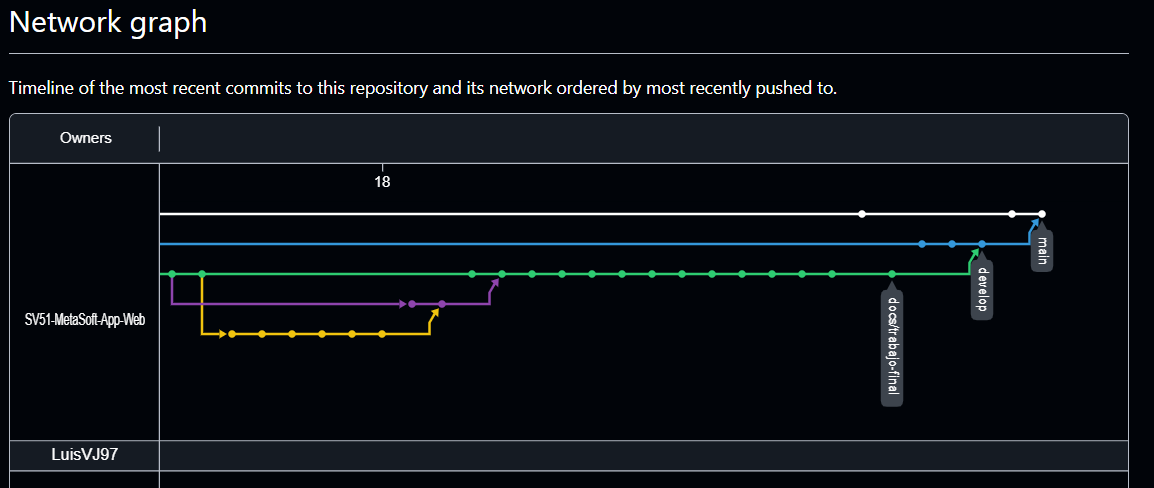 Network graph
Timeline of the most recent commits to this repository and its network ordered by most recently pushed to.
Owners
18
main
develop
docs/trabajo-final
SV51-MetaSoft-App-Web
LuisVJ97